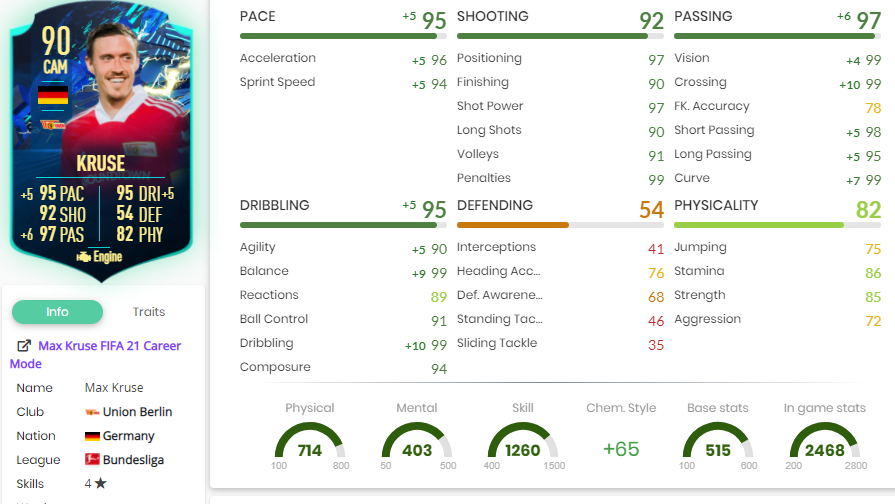 90
CAM
KRUSE
+5 95 PAC 95 DRI +5
92 SHO 54 DEF
+6 97 PAS 82 PHY
Engine
Info Traits
Max Kruse FIFA 21 Career
Mode
Name Max Kruse
Club Union Berlin
Nation Germany
League Bundesliga
Skills 4★
PACE +5 95
Acceleration +5 96
Sprint Speed +5 94
SHOOTING 92
Positioning 97
Finishing 90
Shot Power 97
Long Shots 90
Volleys 91
Penalties 99
PASSING +6 97
Vision +4 99
Crossing +10 99
FK. Accuracy 78
Short Passing +5 98
Long Passing +5 95
Curve +7 99
DRIBBLING +5 95
Agility +5 90
Balance +9 99
Reactions 89
Ball Control 91
Dribbling +10 99
Composure 94
DEFENDING 54
Interceptions 41
Heading Acc... 76
Def. Awarene... 68
Standing Tac... 46
Sliding Tackle 35
PHYSICALITY 82
Jumping 75
Stamina 86
Strength 85
Aggression 72
Physical Mental Skill Chem. Style Base stats In game stats
714 403 1260 +65 515 2468
100 800 50 500 400 1500 100 600 200 2800